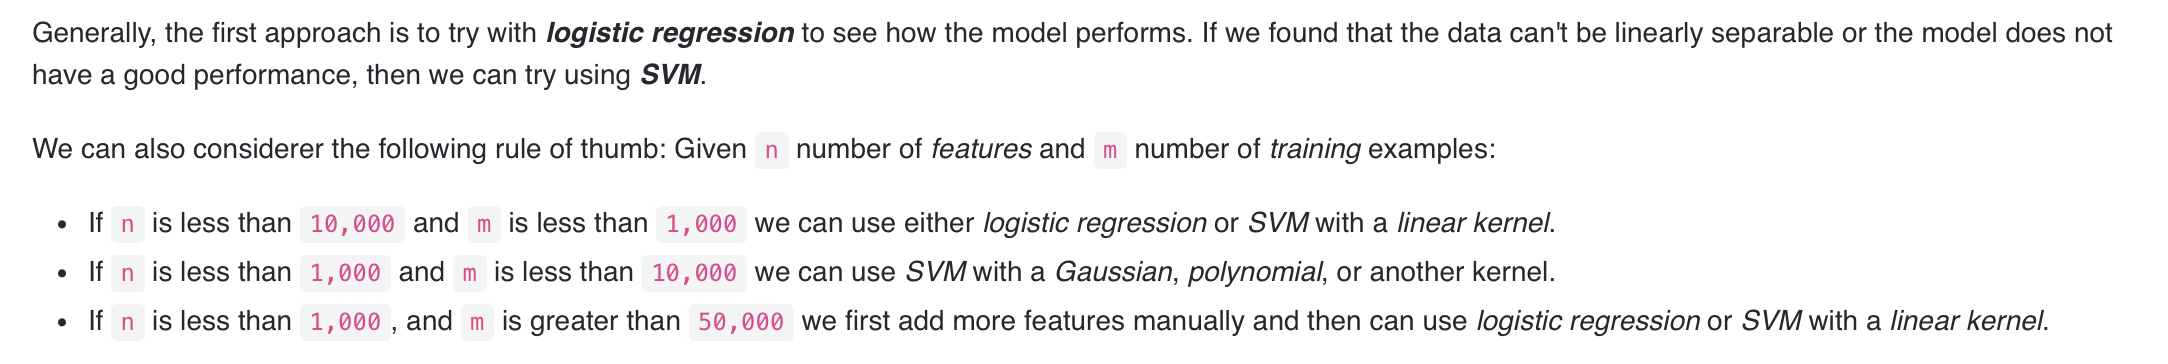 Generally, the first approach is to try with logistic regression to see how the model performs. If we found that the data can't be linearly separable or the model does not
have a good performance, then we can try using SVM.
We can also considerer the following rule of thumb: Given n number of features and m number of training examples:
• If n is less than 10,000 and m is less than 1,000 we can use either logistic regression or SVM with a linear kernel.
• If n is less than 1,000 and m is less than 10,000 we can use SVM with a Gaussian, polynomial, or another kernel.
• If n is less than 1,000 , and m is greater than 50,000 we first add more features manually and then can use logistic regression or SVM with a linear kernel.